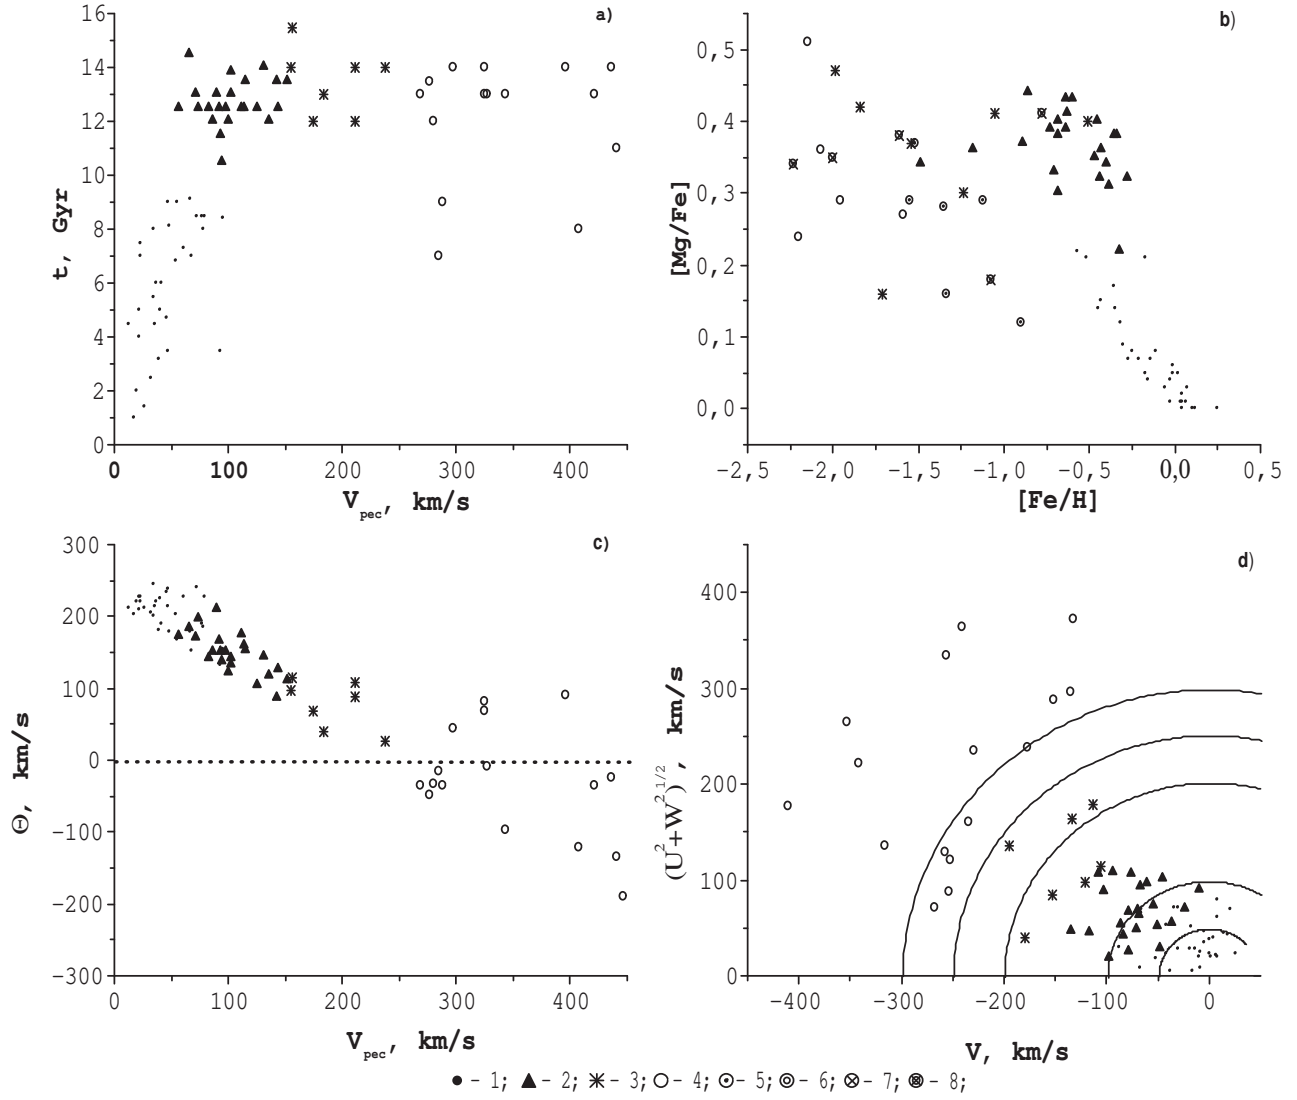 a)
16
14
12
10
8
6
4
2
0
t, Gyr
0 100 200 300 400
V pec, km/s
b)
0,5
0,4
0,3
0,2
0,1
0,0
[Mg/Fe]
-2,5 -2,0 -1,5 -1,0 -0,5 0,0 0,5
[Fe/H]
c)
300
200
100
0
-100
-200
-300
Θ, km/s
0 100 200 300 400
V pec, km/s
d)
400
300
200
100
0
(U²+W²)^1/2, km/s
-400 -300 -200 -100 0
V, km/s
● - 1; ▲ - 2; ✳ - 3; ○ - 4; ⊙ - 5; ◎ - 6; ⊗ - 7; ⊗ - 8;